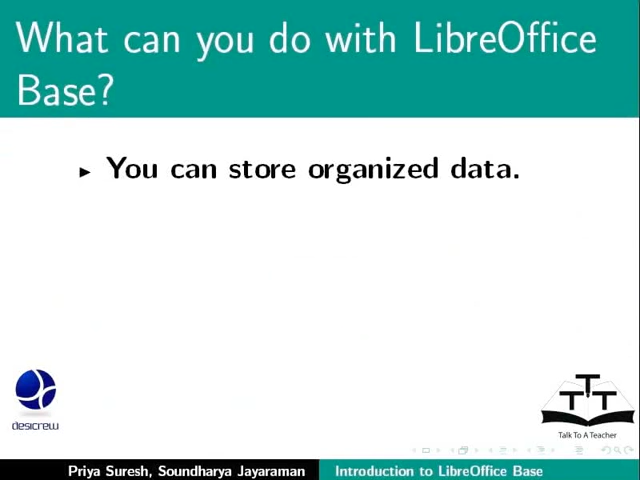 What can you do with LibreOffice
Base?
You can store organized data.
desicrew
TTT
Talk To A Teacher
Priya Suresh, Soundharya Jayaraman
Introduction to LibreOffice Base